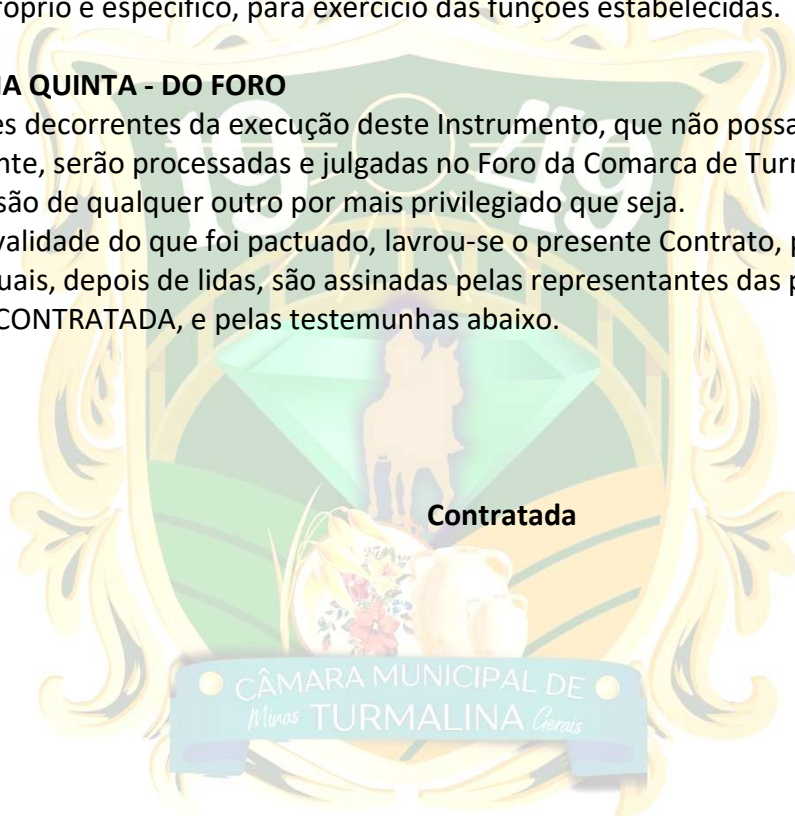 róprio e específico, para exercício das funções estabelecidas.
IA QUINTA - DO FORO
es decorrentes da execução deste Instrumento, que não possa
nte, serão processadas e julgadas no Foro da Comarca de Turm
são de qualquer outro por mais privilegiado que seja.
validade do que foi pactuado, lavrou-se o presente Contrato, p
uais, depois de lidas, são assinadas pelas representantes das p
CONTRATADA, e pelas testemunhas abaixo.
1949
Contratada
CÂMARA MUNICIPAL DE
Minas TURMALINA Gerais